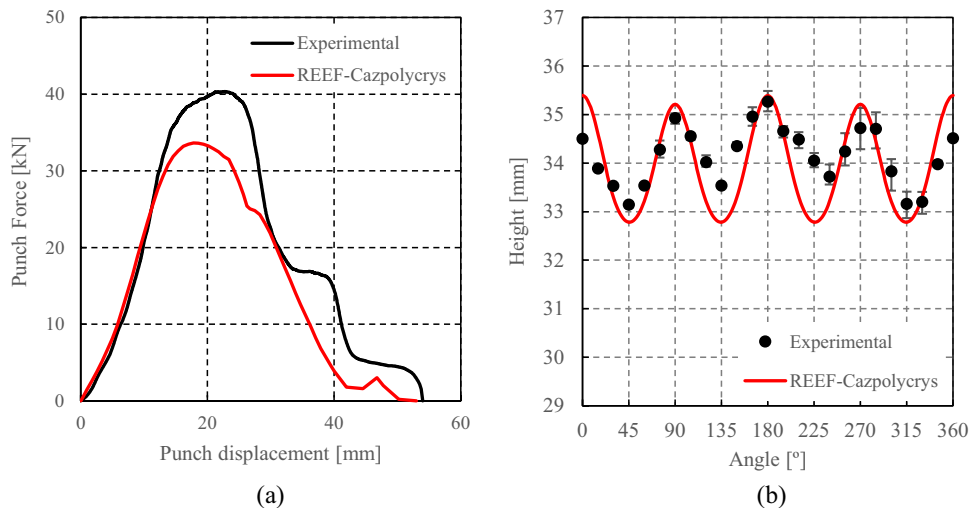 50
40
30
20
10
0
0 20 40 60
Punch Force [kN]
Punch displacement [mm]
Experimental
REEF-Cazpolycrys
(a)
37
36
35
34
33
32
31
30
29
0 45 90 135 180 225 270 315 360
Height [mm]
Angle [º]
Experimental
REEF-Cazpolycrys
(b)